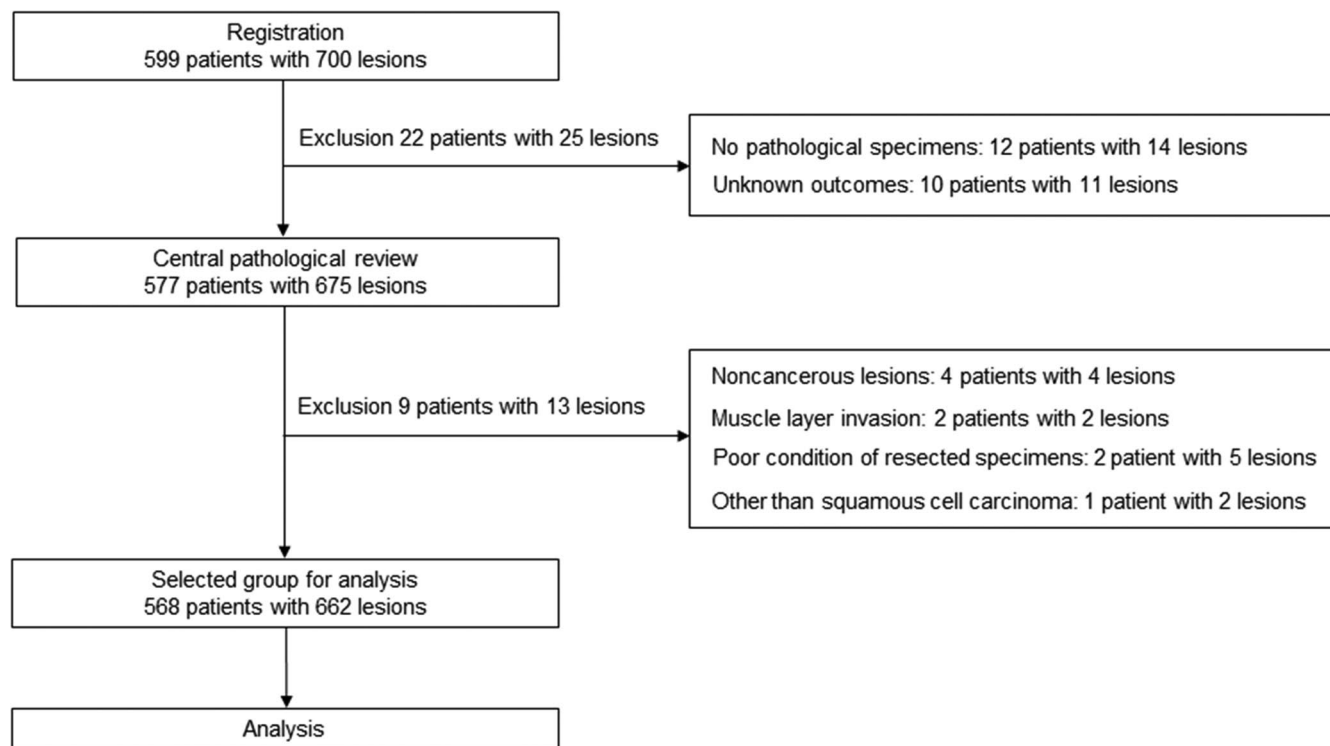 Registration
599 patients with 700 lesions
Exclusion 22 patients with 25 lesions
No pathological specimens: 12 patients with 14 lesions
Unknown outcomes: 10 patients with 11 lesions
Central pathological review
577 patients with 675 lesions
Exclusion 9 patients with 13 lesions
Noncancerous lesions: 4 patients with 4 lesions
Muscle layer invasion: 2 patients with 2 lesions
Poor condition of resected specimens: 2 patient with 5 lesions
Other than squamous cell carcinoma: 1 patient with 2 lesions
Selected group for analysis
568 patients with 662 lesions
Analysis